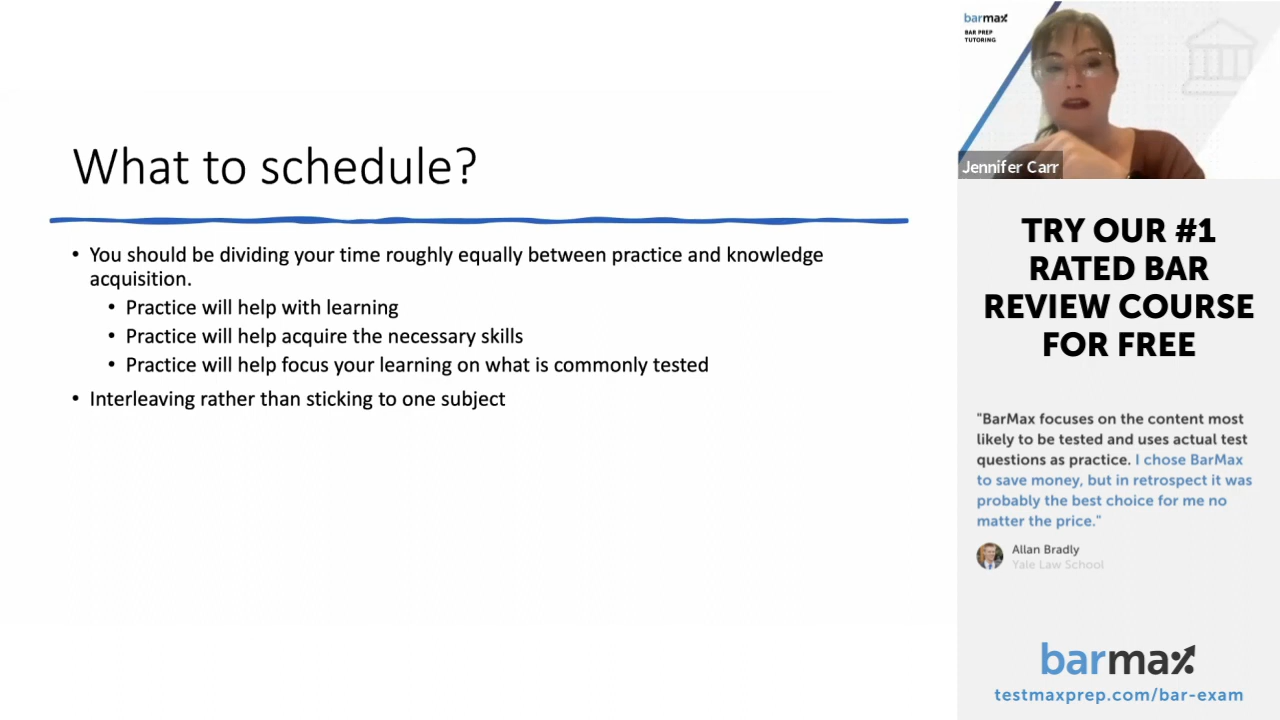 What to schedule?
• You should be dividing your time roughly equally between practice and knowledge
acquisition.
• Practice will help with learning
• Practice will help acquire the necessary skills
• Practice will help focus your learning on what is commonly tested
• Interleaving rather than sticking to one subject
barmax
BAR PREP
TUTORING
Jennifer Carr
TRY OUR #1
RATED BAR
REVIEW COURSE
FOR FREE
"BarMax focuses on the content most
likely to be tested and uses actual test
questions as practice. I chose BarMax
to save money, but in retrospect it was
probably the best choice for me no
matter the price."
Allan Bradly
Yale Law School
barmax
testmaxprep.com/bar-exam